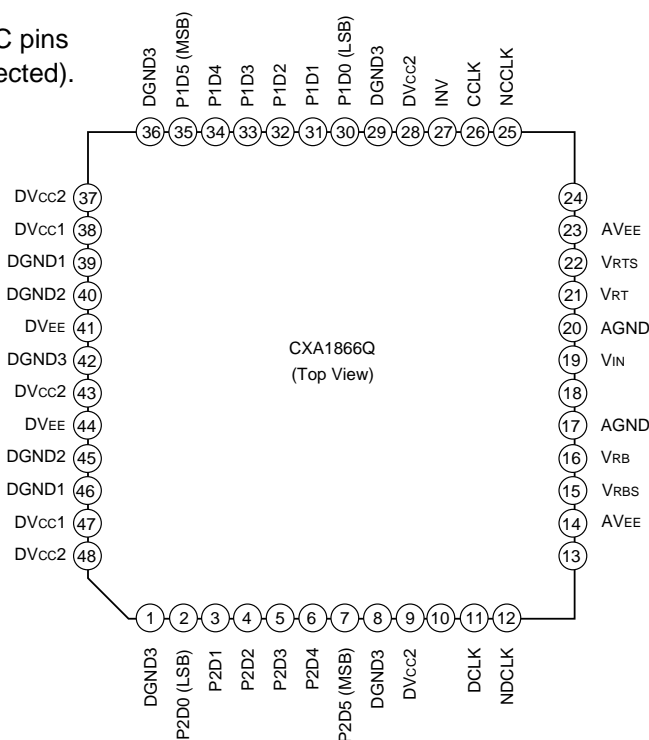 C pins
ected).
DGND3
P1D5 (MSB)
P1D4
P1D3
P1D2
P1D1
P1D0 (LSB)
DGND3
DVCC2
INV
CCLK
NCCLK
36 35 34 33 32 31 30 29 28 27 26 25
DVCC2 37
DVCC1 38
DGND1 39
DGND2 40
DVEE 41
DGND3 42
DVCC2 43
DVEE 44
DGND2 45
DGND1 46
DVCC1 47
DVCC2 48
CXA1866Q
(Top View)
24
23 AVEE
22 VRTS
21 VRT
20 AGND
19 VIN
18
17 AGND
16 VRB
15 VRBS
14 AVEE
13
1 2 3 4 5 6 7 8 9 10 11 12
DGND3
P2D0 (LSB)
P2D1
P2D2
P2D3
P2D4
P2D5 (MSB)
DGND3
DVCC2
DCLK
NDCLK